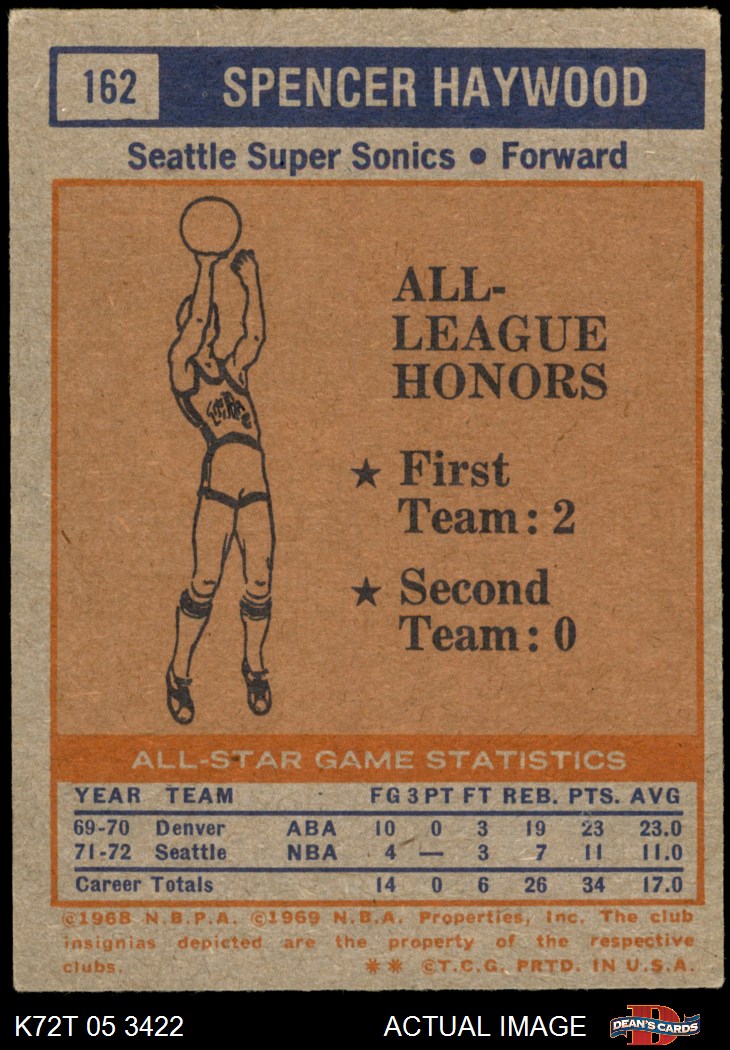 162 SPENCER HAYWOOD
Seattle Super Sonics • Forward
ALL-
LEAGUE
HONORS
★ First
Team: 2
★ Second
Team: 0
ALL-STAR GAME STATISTICS
YEAR TEAM FG 3PT FT REB. PTS. AVG
69-70 Denver ABA 10 0 3 19 23 23.0
71-72 Seattle NBA 4 — 3 7 11 11.0
Career Totals 14 0 6 26 34 17.0
©1968 N.B.P.A. ©1969 N.B.A. Properties, Inc. The club
insignias depicted are the property of the respective
clubs. ** ©T.C.G. PRTD. IN U.S.A.
K72T 05 3422 ACTUAL IMAGE DEAN'S CARDS